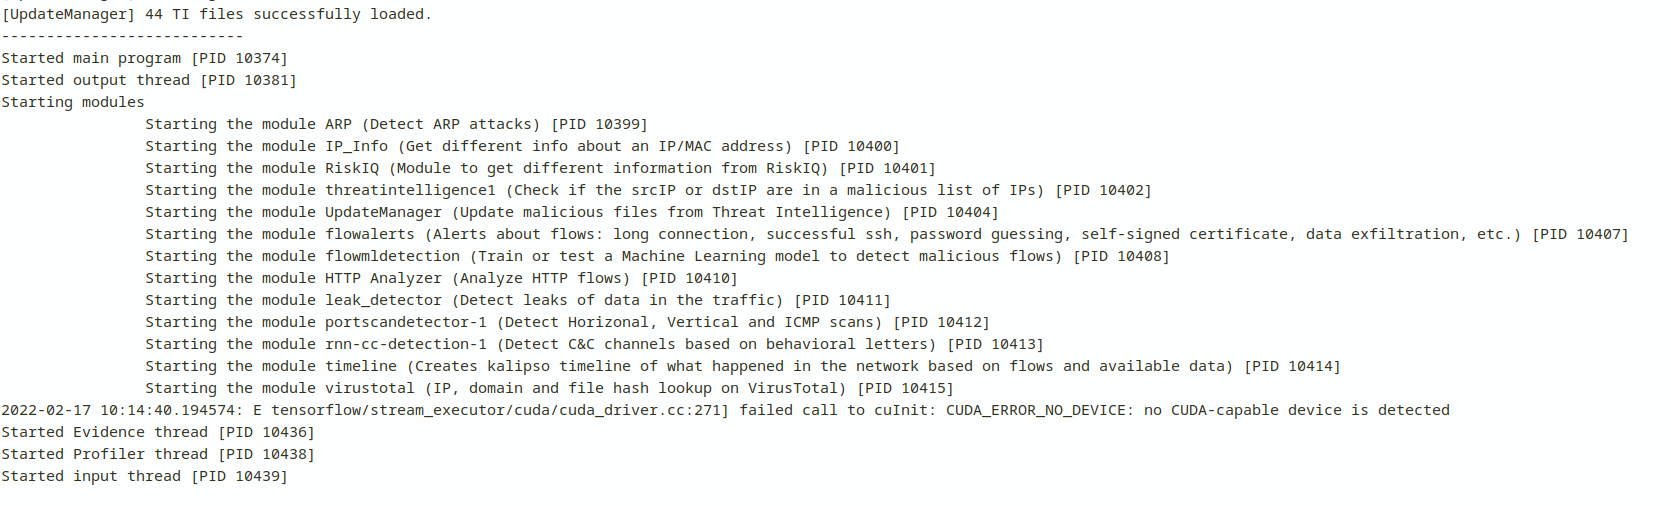 [UpdateManager] 44 TI files successfully loaded.
---------------------------
Started main program [PID 10374]
Started output thread [PID 10381]
Starting modules
Starting the module ARP (Detect ARP attacks) [PID 10399]
Starting the module IP_Info (Get different info about an IP/MAC address) [PID 10400]
Starting the module RiskIQ (Module to get different information from RiskIQ) [PID 10401]
Starting the module threatintelligence1 (Check if the srcIP or dstIP are in a malicious list of IPs) [PID 10402]
Starting the module UpdateManager (Update malicious files from Threat Intelligence) [PID 10404]
Starting the module flowalerts (Alerts about flows: long connection, successful ssh, password guessing, self-signed certificate, data exfiltration, etc.) [PID 10407]
Starting the module flowmldetection (Train or test a Machine Learning model to detect malicious flows) [PID 10408]
Starting the module HTTP Analyzer (Analyze HTTP flows) [PID 10410]
Starting the module leak_detector (Detect leaks of data in the traffic) [PID 10411]
Starting the module portscandetector-1 (Detect Horizonal, Vertical and ICMP scans) [PID 10412]
Starting the module rnn-cc-detection-1 (Detect C&C channels based on behavioral letters) [PID 10413]
Starting the module timeline (Creates kalipso timeline of what happened in the network based on flows and available data) [PID 10414]
Starting the module virustotal (IP, domain and file hash lookup on VirusTotal) [PID 10415]
2022-02-17 10:14:40.194574: E tensorflow/stream_executor/cuda/cuda_driver.cc:271] failed call to cuInit: CUDA_ERROR_NO_DEVICE: no CUDA-capable device is detected
Started Evidence thread [PID 10436]
Started Profiler thread [PID 10438]
Started input thread [PID 10439]